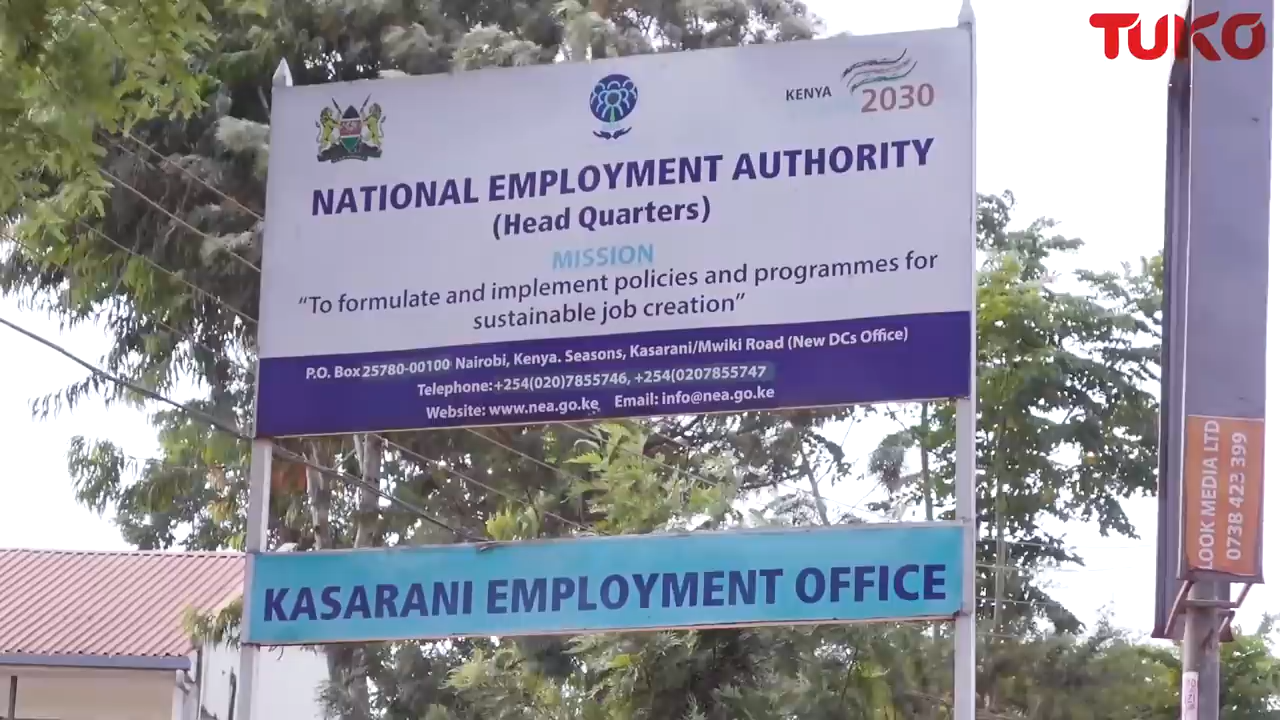 TUKO
KENYA
2030
NATIONAL EMPLOYMENT AUTHORITY
(Head Quarters)
MISSION
“To formulate and implement policies and programmes for
sustainable job creation”
P.O. Box 25780-00100 Nairobi, Kenya. Seasons, Kasarani/Mwiki Road (New DCs Office)
Telephone:+254(020)7855746, +254(0207855747
Website: www.nea.go.ke Email: info@nea.go.ke
KASARANI EMPLOYMENT OFFICE
LOOK MEDIA LTD
0738 423 399